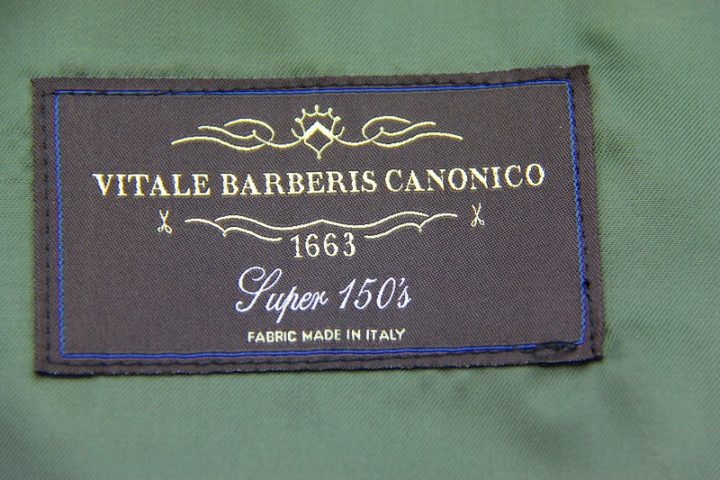 VITALE BARBERIS CANONICO
1663
Super 150's
FABRIC MADE IN ITALY